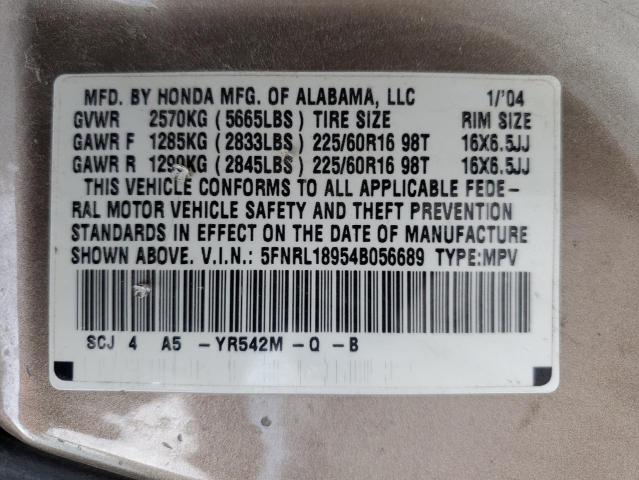 MFD. BY HONDA MFG. OF ALABAMA, LLC 1/'04
GVWR 2570KG (5665LBS) TIRE SIZE RIM SIZE
GAWR F 1285KG (2833LBS) 225/60R16 98T 16X6.5JJ
GAWR R 1290KG (2845LBS) 225/60R16 98T 16X6.5JJ
THIS VEHICLE CONFORMS TO ALL APPLICABLE FEDE-
RAL MOTOR VEHICLE SAFETY AND THEFT PREVENTION
STANDARDS IN EFFECT ON THE DATE OF MANUFACTURE
SHOWN ABOVE. V.I.N.: 5FNRL18954B056689 TYPE:MPV
SCJ 4 A5 -YR542M -Q -B